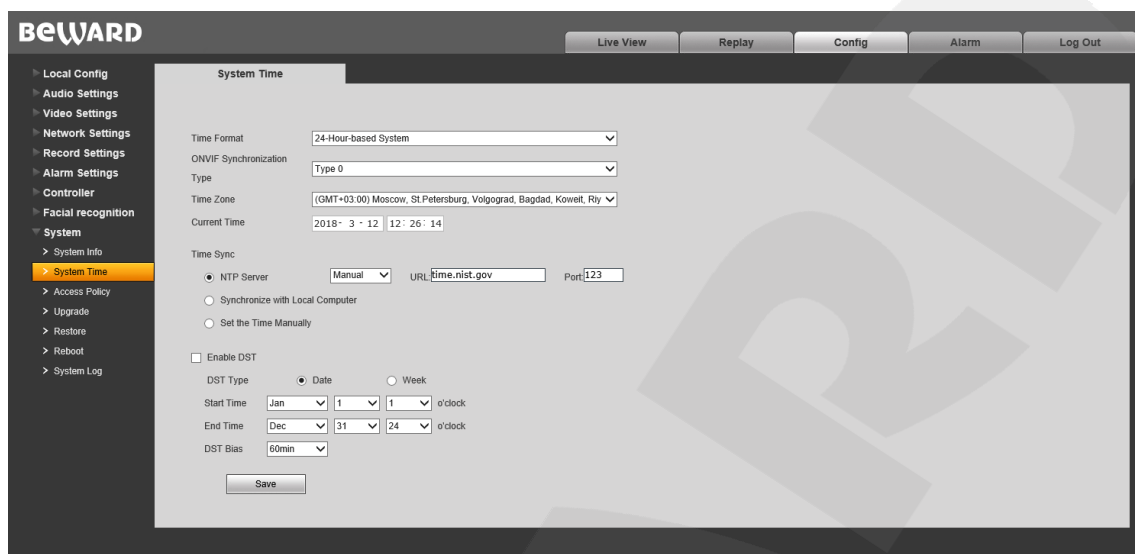 BEWARD
Live View Replay Config Alarm Log Out
Local Config
Audio Settings
Video Settings
Network Settings
Record Settings
Alarm Settings
Controller
Facial recognition
System
> System Info
> System Time
> Access Policy
> Upgrade
> Restore
> Reboot
> System Log
System Time
Time Format 24-Hour-based System
ONVIF Synchronization
Type Type 0
Time Zone (GMT+03:00) Moscow, St.Petersburg, Volgograd, Bagdad, Koweit, Riy
Current Time 2018- 3 - 12 12: 26: 14
Time Sync
NTP Server Manual URL:time.nist.gov Port:123
Synchronize with Local Computer
Set the Time Manually
Enable DST
DST Type Date Week
Start Time Jan 1 1 o'clock
End Time Dec 31 24 o'clock
DST Bias 60min
Save